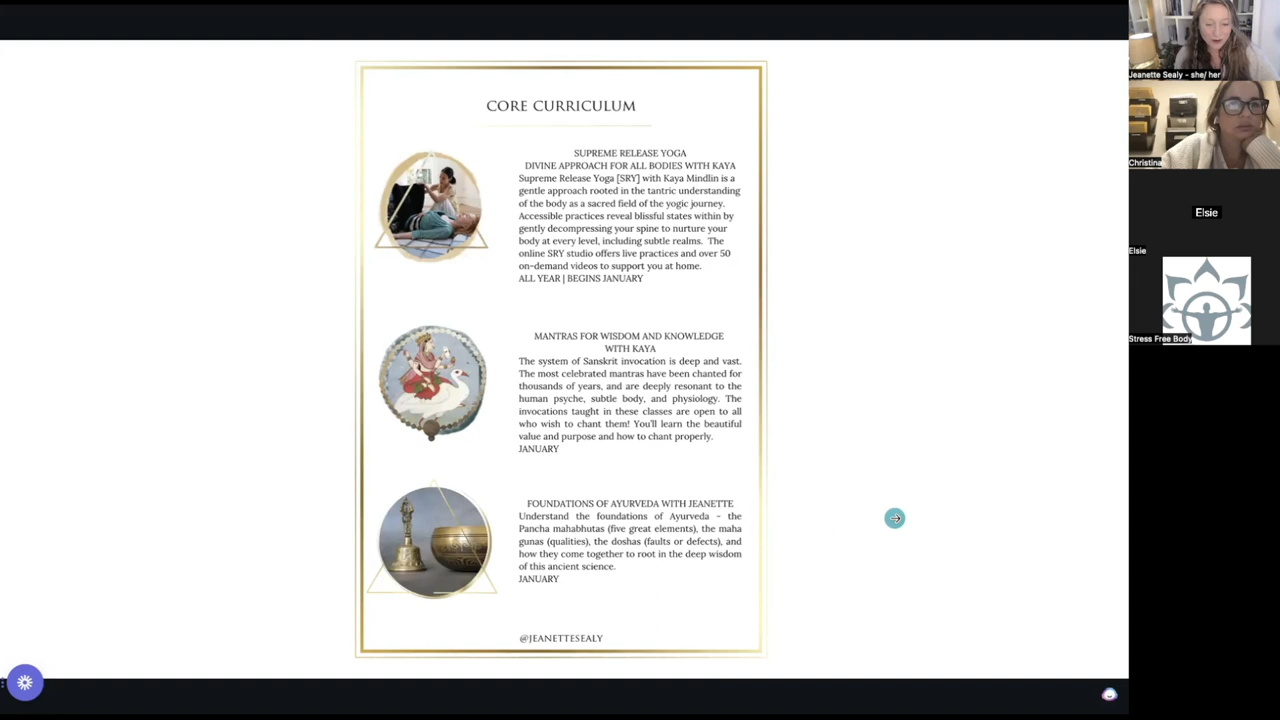 CORE CURRICULUM
SUPREME RELEASE YOGA
DIVINE APPROACH FOR ALL BODIES WITH KAYA
Supreme Release Yoga [SRY] with Kaya Mindlin is a
gentle approach rooted in the tantric understanding
of the body as a sacred field of the yogic journey.
Accessible practices reveal blissful states within by
gently decompressing your spine to nurture your
body at every level, including subtle realms. The
online SRY studio offers live practices and over 50
on-demand videos to support you at home.
ALL YEAR | BEGINS JANUARY
MANTRAS FOR WISDOM AND KNOWLEDGE
WITH KAYA
The system of Sanskrit invocation is deep and vast.
The most celebrated mantras have been chanted for
thousands of years, and are deeply resonant to the
human psyche, subtle body, and physiology. The
invocations taught in these classes are open to all
who wish to chant them! You'll learn the beautiful
value and purpose and how to chant properly.
JANUARY
FOUNDATIONS OF AYURVEDA WITH JEANETTE
Understand the foundations of Ayurveda - the
Pancha mahabhutas (five great elements), the maha
gunas (qualities), the doshas (faults or defects), and
how they come together to root in the deep wisdom
of this ancient science.
JANUARY
@JEANETTESEALY
Jeanette Sealy - she/ her
Christina
Elsie
Elsie
Stress Free Body